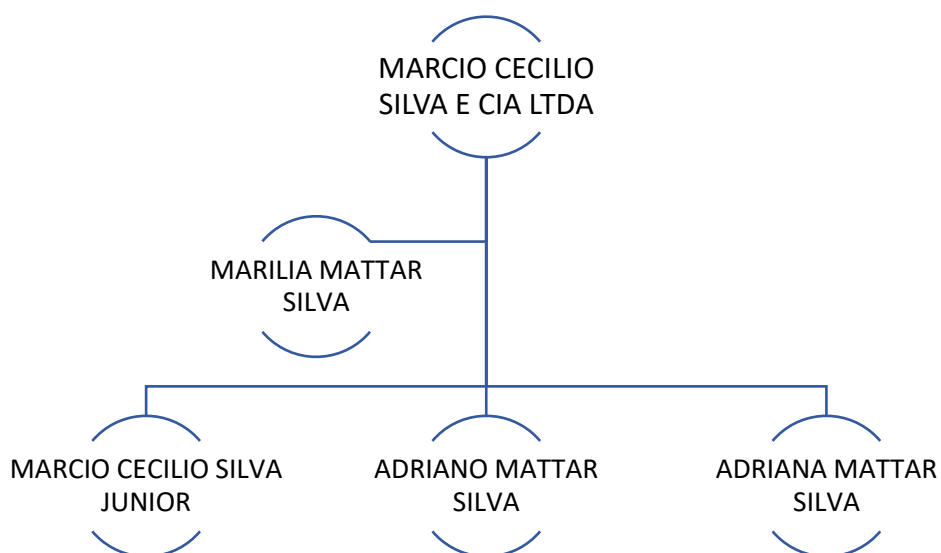 MARCIO CECILIO
SILVA E CIA LTDA
MARILIA MATTAR
SILVA
MARCIO CECILIO SILVA
JUNIOR
ADRIANO MATTAR
SILVA
ADRIANA MATTAR
SILVA